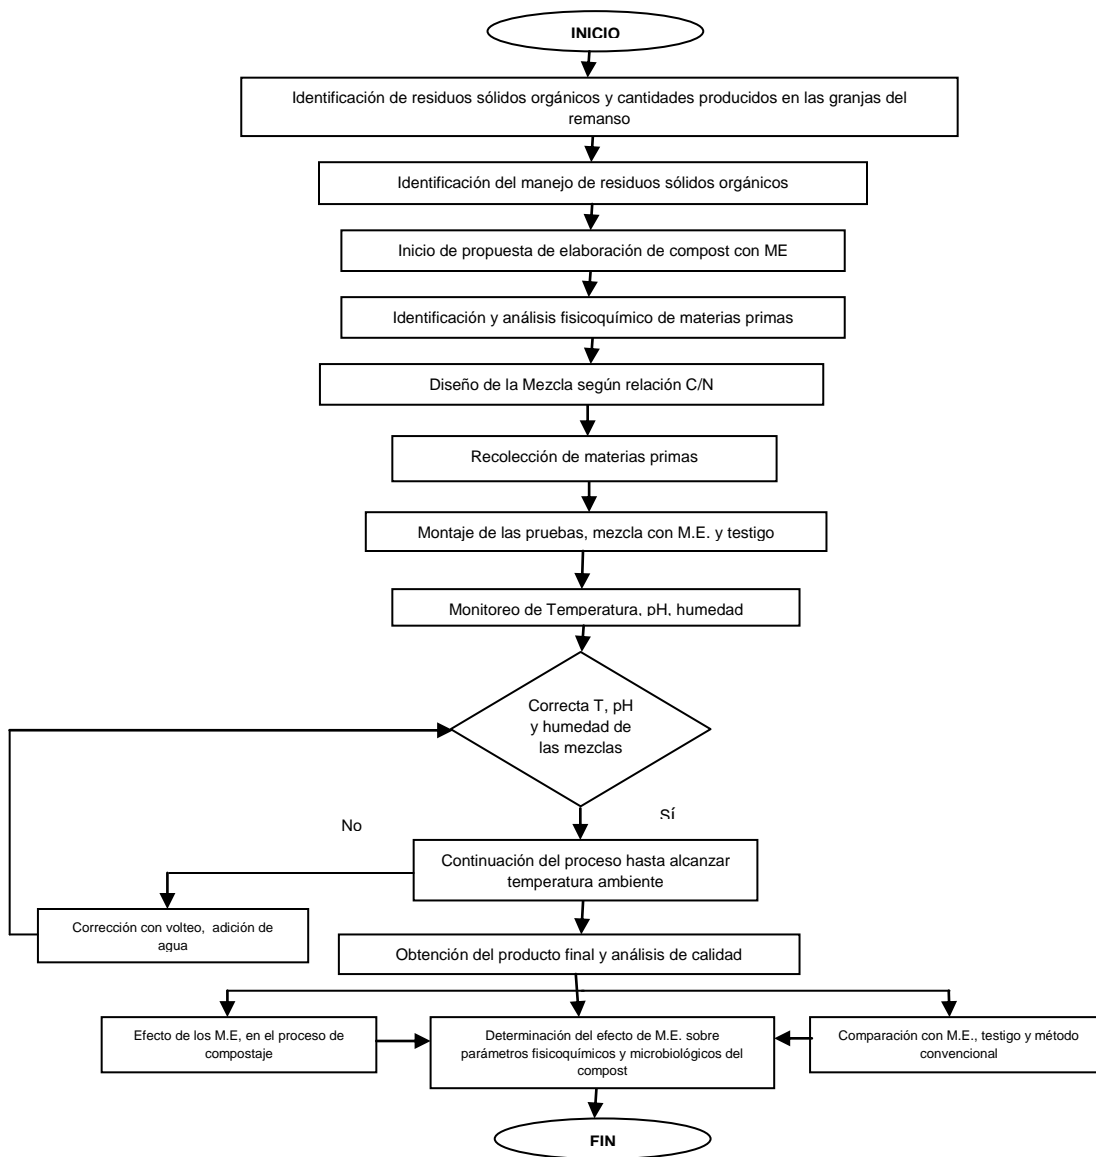 INICIO
Identificación de residuos sólidos orgánicos y cantidades producidos en las granjas del
remanso
Identificación del manejo de residuos sólidos orgánicos
Inicio de propuesta de elaboración de compost con ME
Identificación y análisis fisicoquímico de materias primas
Diseño de la Mezcla según relación C/N
Recolección de materias primas
Montaje de las pruebas, mezcla con M.E. y testigo
Monitoreo de Temperatura, pH, humedad
Correcta T, pH
y humedad de
las mezclas
Sí
No
Continuación del proceso hasta alcanzar
temperatura ambiente
Corrección con volteo, adición de
agua
Obtención del producto final y análisis de calidad
Efecto de los M.E, en el proceso de
compostaje
Determinación del efecto de M.E. sobre
parámetros fisicoquímicos y microbiológicos del
compost
Comparación con M.E., testigo y método
convencional
FIN